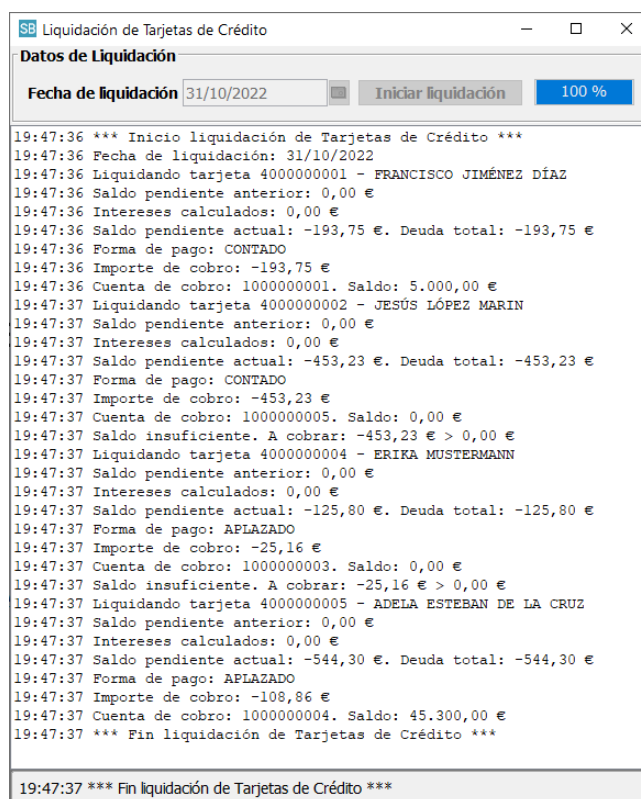 SB Liquidación de Tarjetas de Crédito
Datos de Liquidación
Fecha de liquidación 31/10/2022 Iniciar liquidación 100 %
19:47:36 *** Inicio liquidación de Tarjetas de Crédito ***
19:47:36 Fecha de liquidación: 31/10/2022
19:47:36 Liquidando tarjeta 4000000001 - FRANCISCO JIMÉNEZ DÍAZ
19:47:36 Saldo pendiente anterior: 0,00 €
19:47:36 Intereses calculados: 0,00 €
19:47:36 Saldo pendiente actual: -193,75 €. Deuda total: -193,75 €
19:47:36 Forma de pago: CONTADO
19:47:36 Importe de cobro: -193,75 €
19:47:36 Cuenta de cobro: 1000000001. Saldo: 5.000,00 €
19:47:37 Liquidando tarjeta 4000000002 - JESÚS LÓPEZ MARIN
19:47:37 Saldo pendiente anterior: 0,00 €
19:47:37 Intereses calculados: 0,00 €
19:47:37 Saldo pendiente actual: -453,23 €. Deuda total: -453,23 €
19:47:37 Forma de pago: CONTADO
19:47:37 Importe de cobro: -453,23 €
19:47:37 Cuenta de cobro: 1000000005. Saldo: 0,00 €
19:47:37 Saldo insuficiente. A cobrar: -453,23 € > 0,00 €
19:47:37 Liquidando tarjeta 4000000004 - ERIKA MUSTERMANN
19:47:37 Saldo pendiente anterior: 0,00 €
19:47:37 Intereses calculados: 0,00 €
19:47:37 Saldo pendiente actual: -125,80 €. Deuda total: -125,80 €
19:47:37 Forma de pago: APLAZADO
19:47:37 Importe de cobro: -25,16 €
19:47:37 Cuenta de cobro: 1000000003. Saldo: 0,00 €
19:47:37 Saldo insuficiente. A cobrar: -25,16 € > 0,00 €
19:47:37 Liquidando tarjeta 4000000005 - ADELA ESTEBAN DE LA CRUZ
19:47:37 Saldo pendiente anterior: 0,00 €
19:47:37 Intereses calculados: 0,00 €
19:47:37 Saldo pendiente actual: -544,30 €. Deuda total: -544,30 €
19:47:37 Forma de pago: APLAZADO
19:47:37 Importe de cobro: -108,86 €
19:47:37 Cuenta de cobro: 1000000004. Saldo: 45.300,00 €
19:47:37 *** Fin liquidación de Tarjetas de Crédito ***
19:47:37 *** Fin liquidación de Tarjetas de Crédito ***